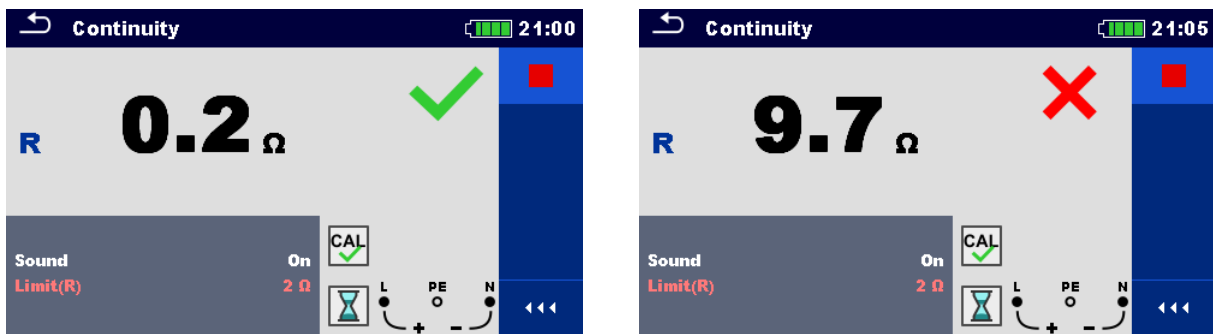 Continuity 21:00
R 0.2 Ω
Sound On
Limit(R) 2 Ω
CAL
L PE N
+ -
Continuity 21:05
R 9.7 Ω
Sound On
Limit(R) 2 Ω
CAL
L PE N
+ -